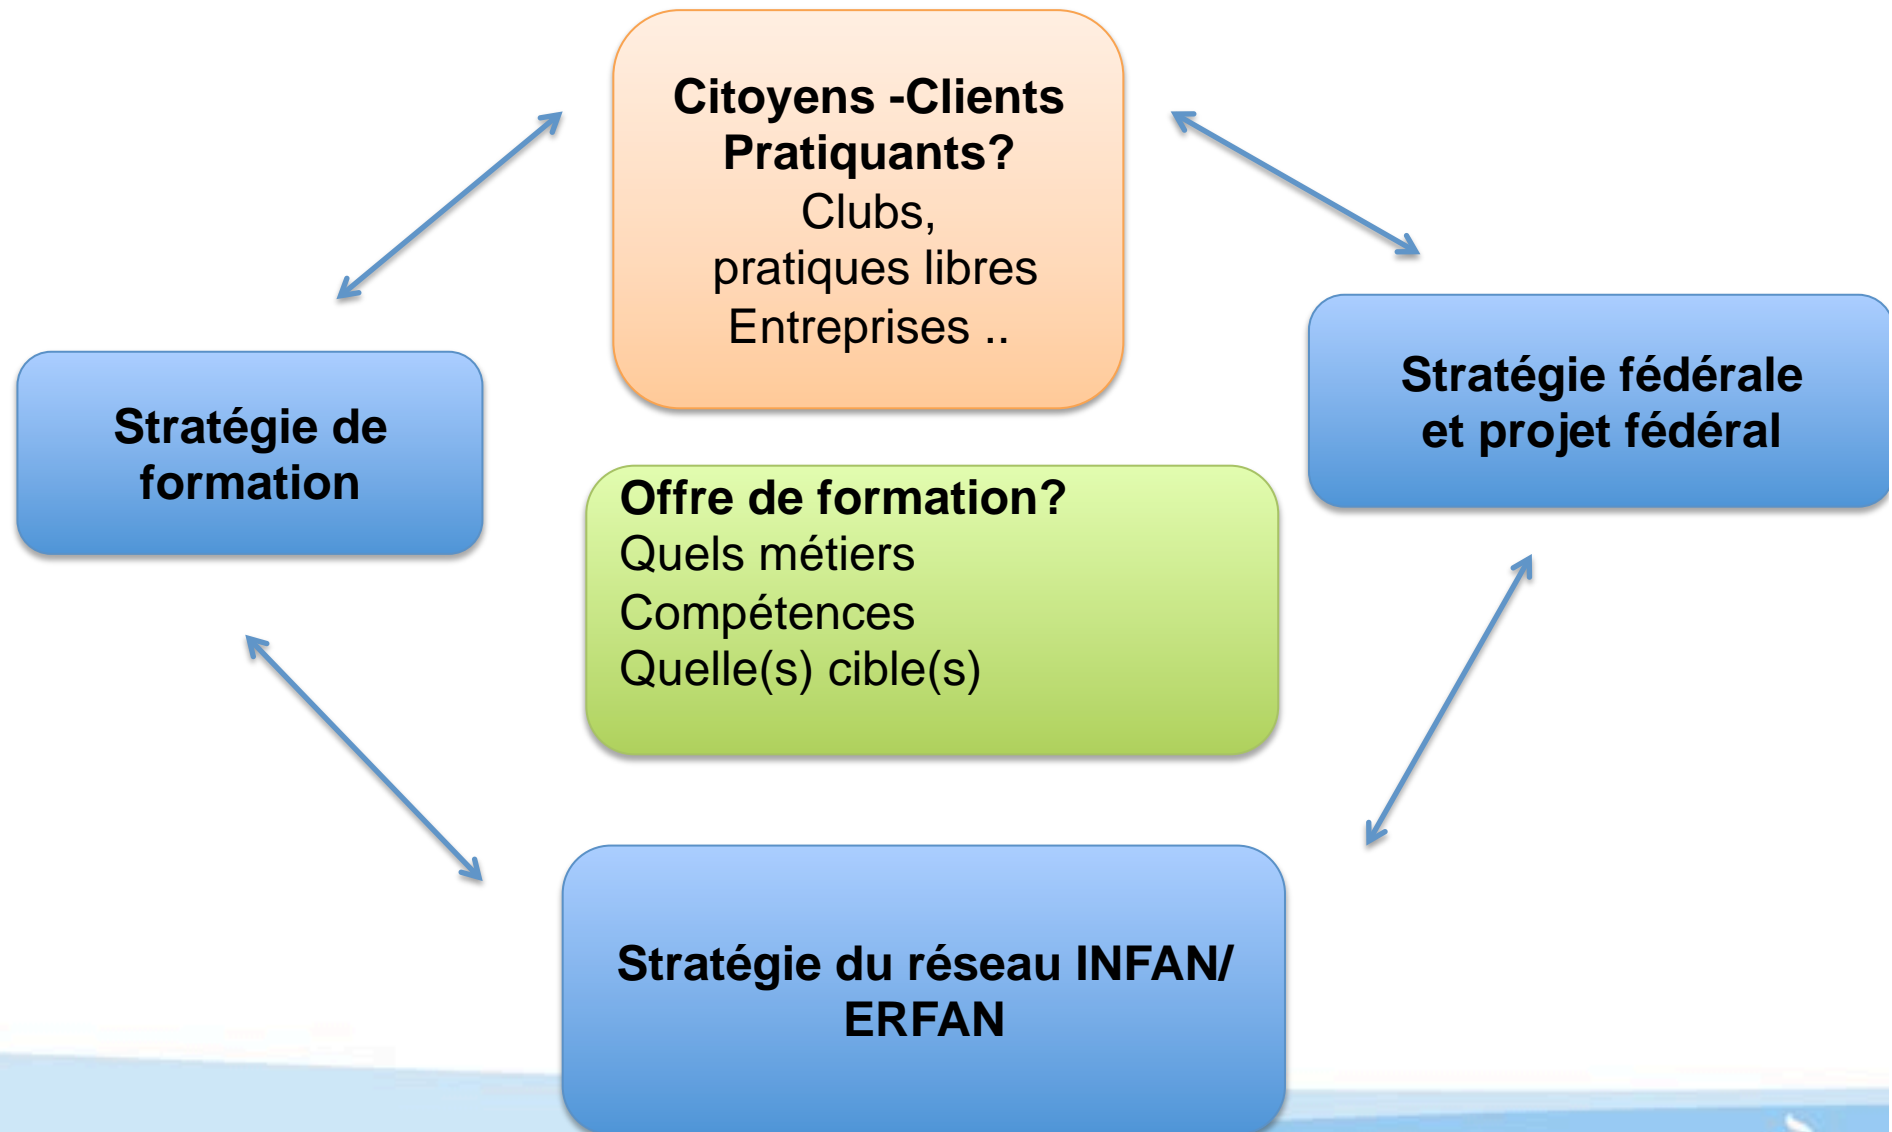 Citoyens -Clients
Pratiquants?
Clubs,
pratiques libres
Entreprises ..
Stratégie de
formation
Stratégie fédérale
et projet fédéral
Offre de formation?
Quels métiers
Compétences
Quelle(s) cible(s)
Stratégie du réseau INFAN/
ERFAN